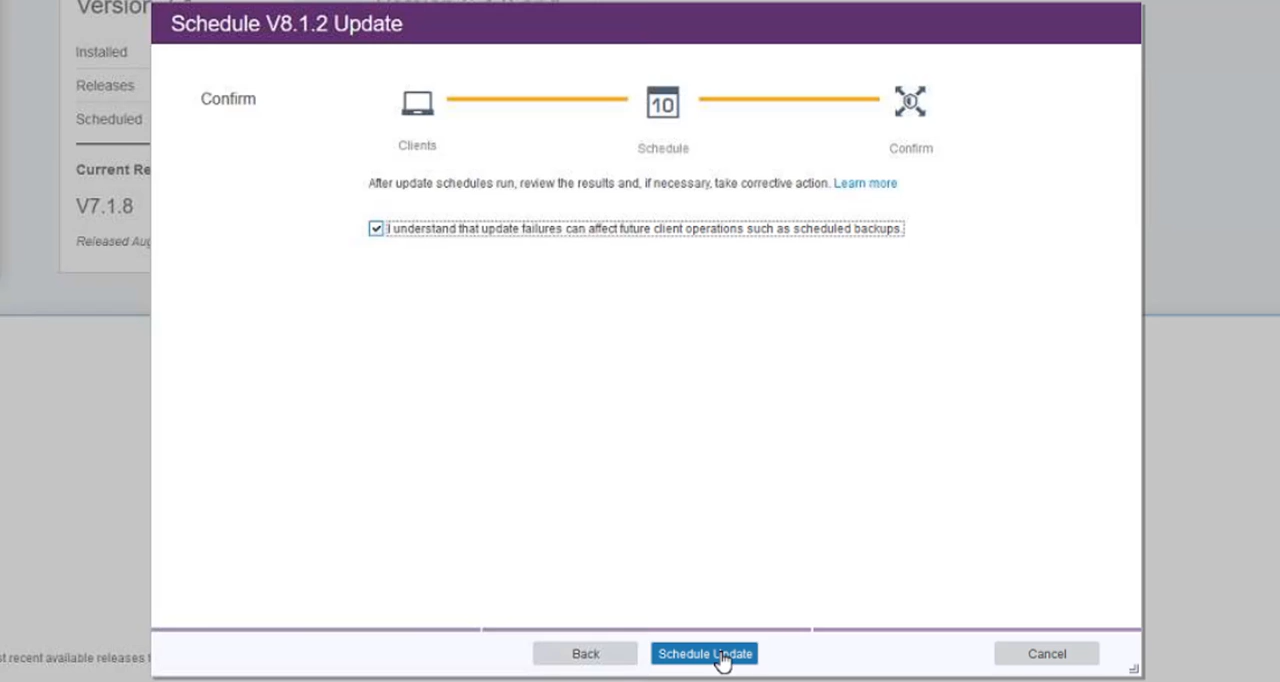 Version
Schedule V8.1.2 Update
Installed
Releases
Scheduled
Current Re
V7.1.8
Released Aug
Confirm
10
Clients
Schedule
Confirm
After update schedules run, review the results and, if necessary, take corrective action. Learn more
I understand that update failures can affect future client operations such as scheduled backups.
st recent available releases t
Back
Schedule Update
Cancel